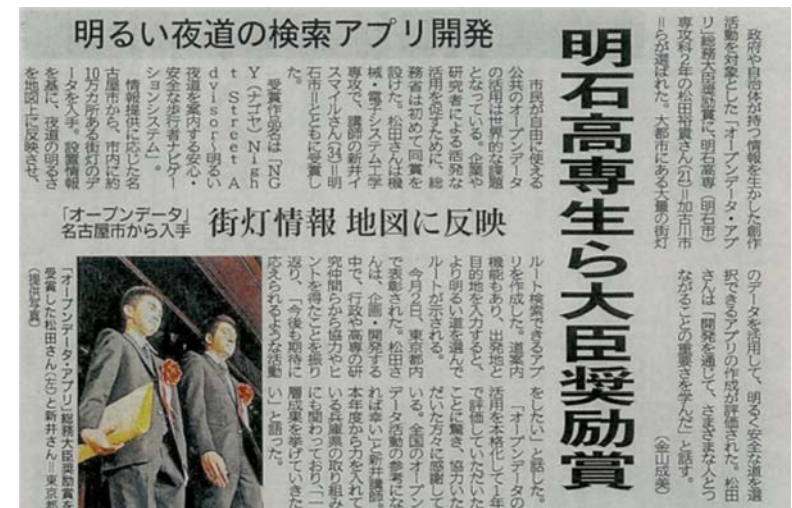 明るい夜道の検索アプリ開発
明石高専生ら大臣奨励賞
政府や自治体が持つ情報を生かした創作
活動を対象とした「オープンデータ・アプ
リ」総務大臣奨励賞に、明石高専（明石市）
専攻科2年の松田裕貴さん（21）＝加古川市
＝らが選ばれた。大都市にある大量の街灯
のデータを活用して、明るく安全な道を選
択できるアプリの作成が評価された。松田
さんは「開発を通じて、さまざまな人とつ
ながることの重要さを学んだ」と話す。
（金山成美）
市民が自由に使える
公共のオープンデータ
の活用は世界的な課題
となっている。企業や
研究者による活発な
活用を促すために、総
務省は初めて同賞を
設けた。松田さんは機
械・電子システム工学
専攻で、講師の新井イ
スマイルさん（34）＝明
石市＝とともに受賞し
た。
受賞作品名は「NG
Y（ナゴヤ）Nigh
t Street A
dvisor～明るい
夜道を案内する安心・
安全な歩行者ナビゲー
ションシステム」。
情報提供に応じた名
古屋市から、市内に約
10万カ所ある街灯のデ
ータを入手。設置情報
を基に、夜道の明るさ
を地図上に反映させ、
「オープンデータ」
名古屋市から入手
街灯情報 地図に反映
ルート検索できるアプ
リを作成した。道案内
機能もあり、出発地と
目的地を入力すると、
より明るい道を選んで
ルートが示される。
今月2日、東京都内
で表彰された。松田さ
んは、企画・開発する
中で、行政や高専の研
究仲間らから協力やヒ
ントを得たことを振り
返り、「今後も期待に
応えられるような活動
をしたい」と話した。
「オープンデータの
活用を本格化して1年
で評価していただいた
ことに驚き、協力いた
だいた方々に感謝して
いる。全国のオープン
データ活動の参考にな
れば幸い」と新井講師。
本年度から力を入れて
いる兵庫県の取り組み
にも関わっており、「一
層成果を挙げていきた
い」と語った。
「オープンデータ・アプリ」総務大臣奨励賞を
受賞した松田さん（左）と新井さん＝東京都
（提供写真）